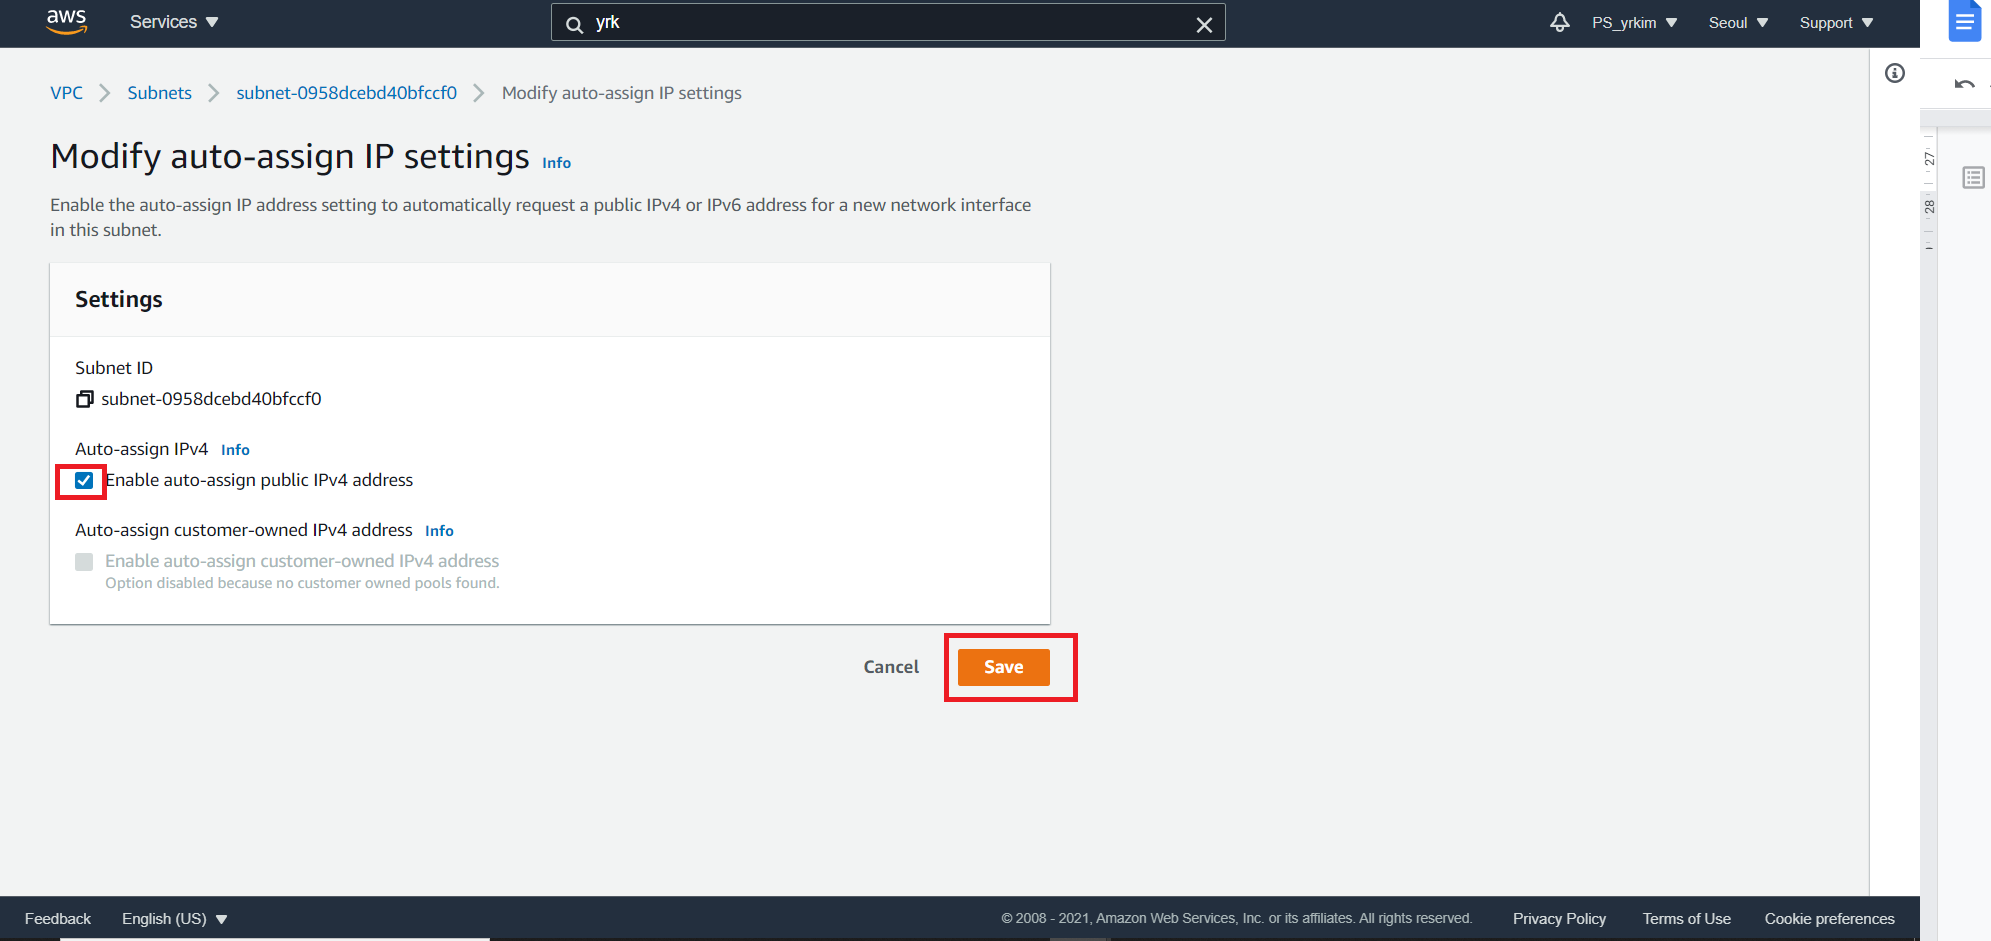 aws
Services
yrk
PS_yrkim
Seoul
Support
VPC
Subnets
subnet-0958dcebd40bfccf0
Modify auto-assign IP settings
Modify auto-assign IP settings Info
Enable the auto-assign IP address setting to automatically request a public IPv4 or IPv6 address for a new network interface
in this subnet.
Settings
Subnet ID
subnet-0958dcebd40bfccf0
Auto-assign IPv4 Info
Enable auto-assign public IPv4 address
Auto-assign customer-owned IPv4 address Info
Enable auto-assign customer-owned IPv4 address
Option disabled because no customer owned pools found.
Cancel
Save
27
28
Feedback
English (US)
© 2008 - 2021, Amazon Web Services, Inc. or its affiliates. All rights reserved.
Privacy Policy
Terms of Use
Cookie preferences